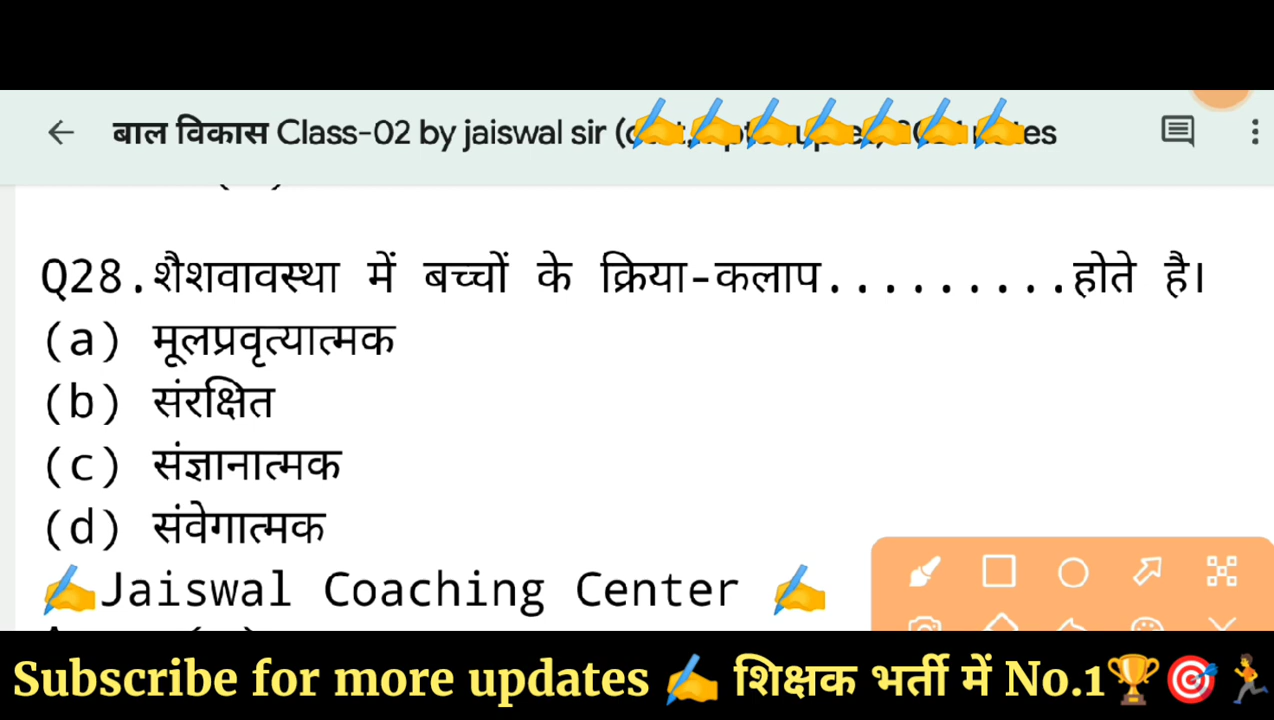 बाल विकास Class-02 by jaiswal sir
Q28.शैशवावस्था में बच्चों के क्रिया-कलाप.........होते है।
(a) मूलप्रवृत्यात्मक
(b) संरक्षित
(c) संज्ञानात्मक
(d) संवेगात्मक
✍️Jaiswal Coaching Center ✍️
Subscribe for more updates ✍️ शिक्षक भर्ती में No.1🏆🎯🏃